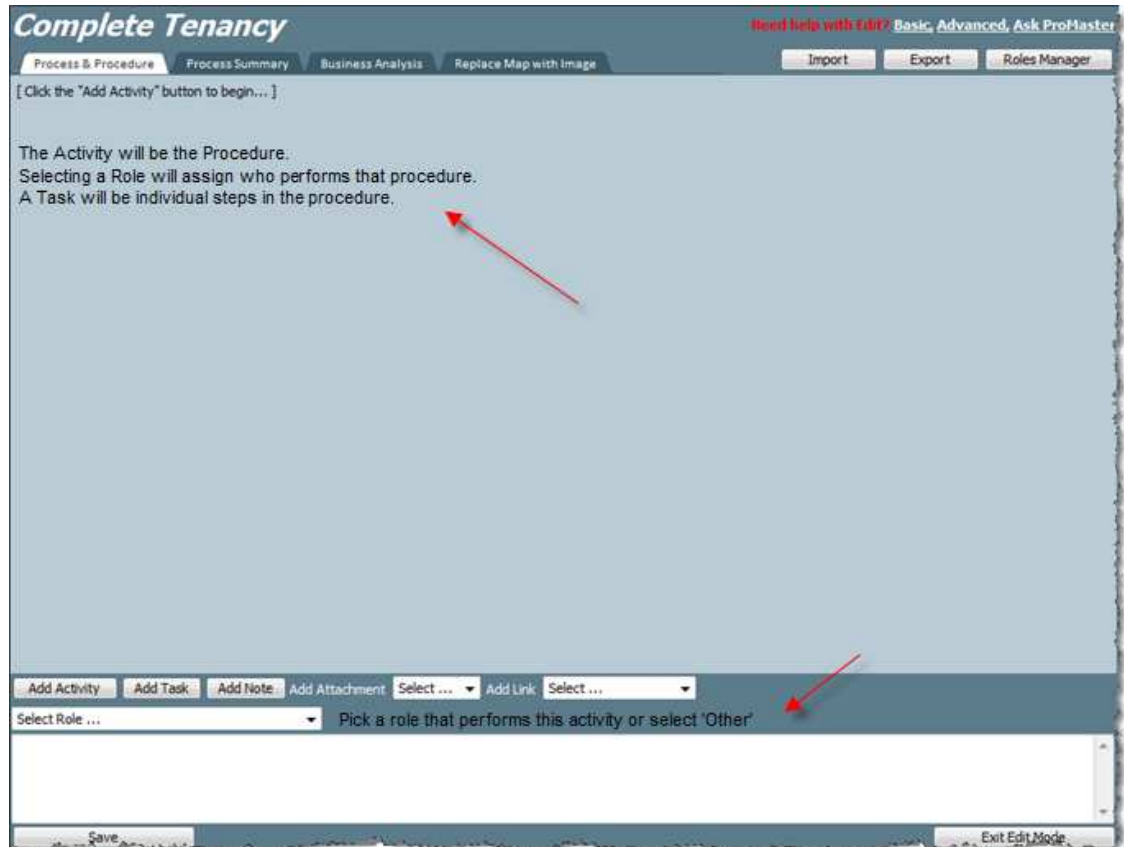 Complete Tenancy
Need help with Edit? Basic, Advanced, Ask ProMaster
Process & Procedure Process Summary Business Analysis Replace Map with Image Import Export Roles Manager
[ Click the "Add Activity" button to begin... ]
The Activity will be the Procedure.
Selecting a Role will assign who performs that procedure.
A Task will be individual steps in the procedure.
Add Activity Add Task Add Note Add Attachment Select ... Add Link Select ...
Select Role ... Pick a role that performs this activity or select 'Other'
Save Exit Edit Mode